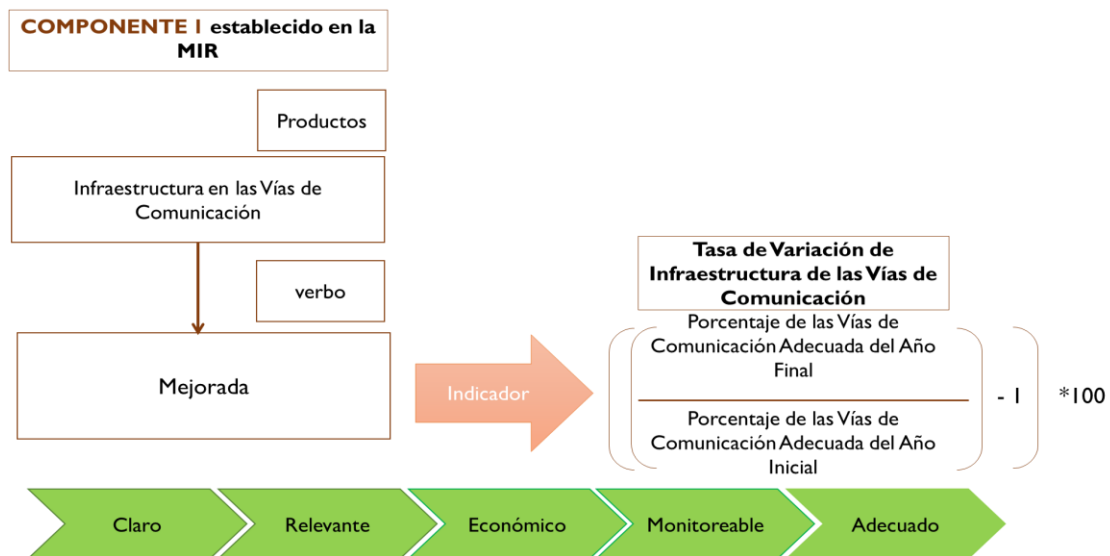 COMPONENTE 1 establecido en la
MIR
Productos
Infraestructura en las Vías de
Comunicación
verbo
Mejorada
Indicador
Tasa de Variación de
Infraestructura de las Vías de
Comunicación
Porcentaje de las Vías de
Comunicación Adecuada del Año
Final
Porcentaje de las Vías de
Comunicación Adecuada del Año
Inicial
- 1 *100
Claro
Relevante
Económico
Monitoreable
Adecuado